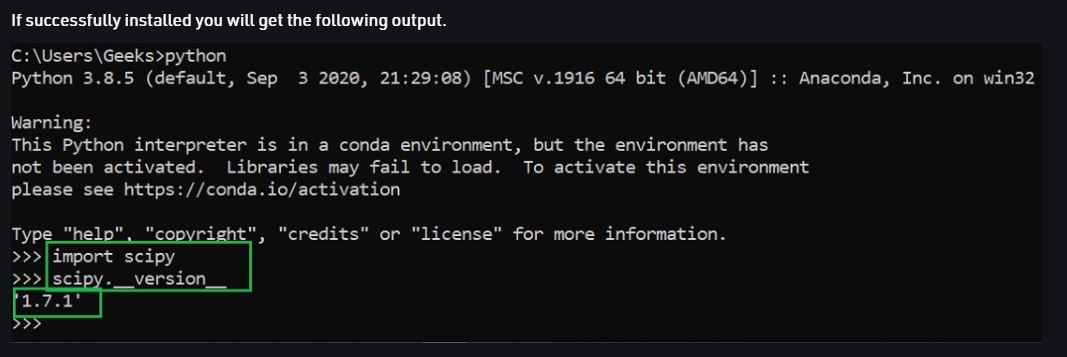 If successfully installed you will get the following output.
C:\Users\Geeks>python
Python 3.8.5 (default, Sep  3 2020, 21:29:08) [MSC v.1916 64 bit (AMD64)] :: Anaconda, Inc. on win32
Warning:
This Python interpreter is in a conda environment, but the environment has
not been activated.  Libraries may fail to load.  To activate this environment
please see https://conda.io/activation
Type "help", "copyright", "credits" or "license" for more information.
>>> import scipy
>>> scipy.__version__
'1.7.1'
>>>